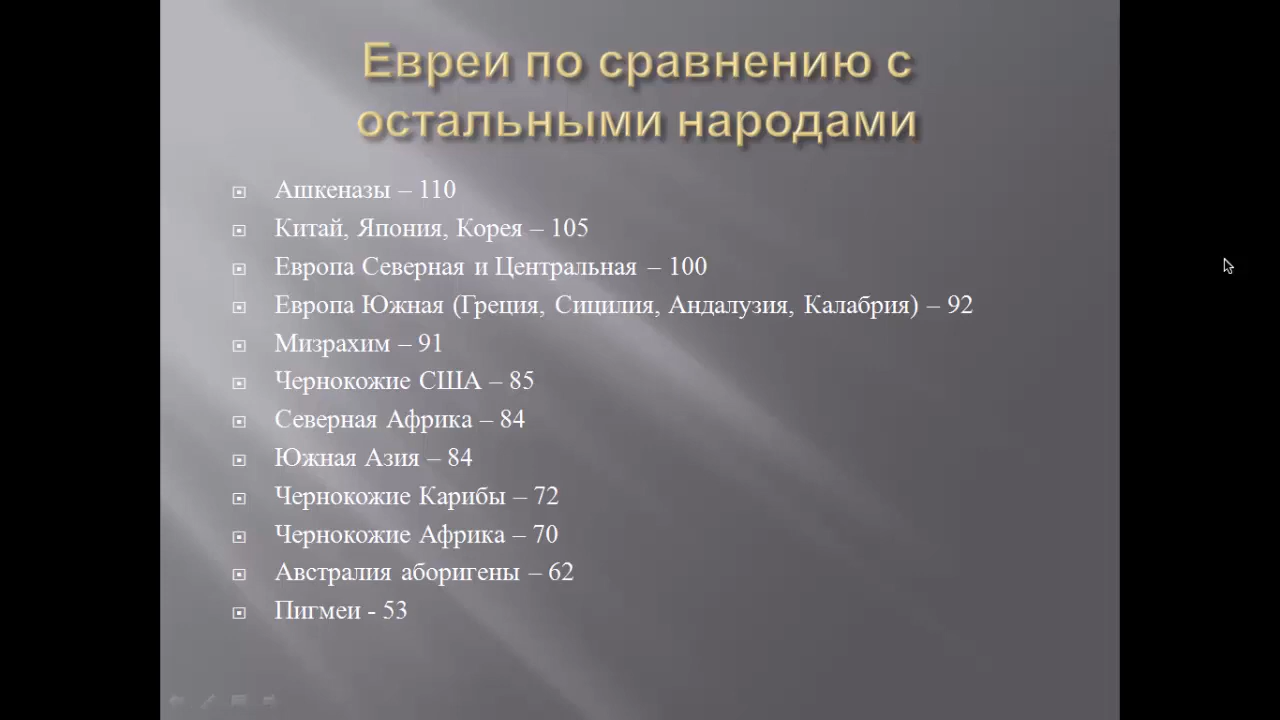 Евреи по сравнению с
остальными народами
Ашкеназы – 110
Китай, Япония, Корея – 105
Европа Северная и Центральная – 100
Европа Южная (Греция, Сицилия, Андалузия, Калабрия) – 92
Мизрахим – 91
Чернокожие США – 85
Северная Африка – 84
Южная Азия – 84
Чернокожие Карибы – 72
Чернокожие Африка – 70
Австралия аборигены – 62
Пигмеи - 53